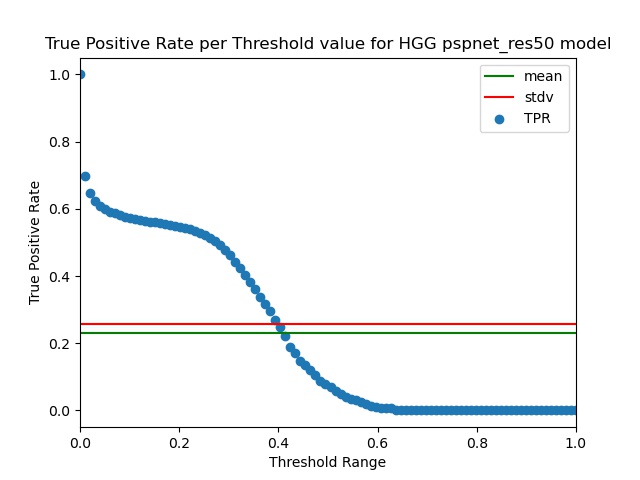 True Positive Rate per Threshold value for HGG pspnet_res50 model
mean
stdv
TPR
1.0
0.8
0.6
0.4
0.2
0.0
True Positive Rate
0.0 0.2 0.4 0.6 0.8 1.0
Threshold Range